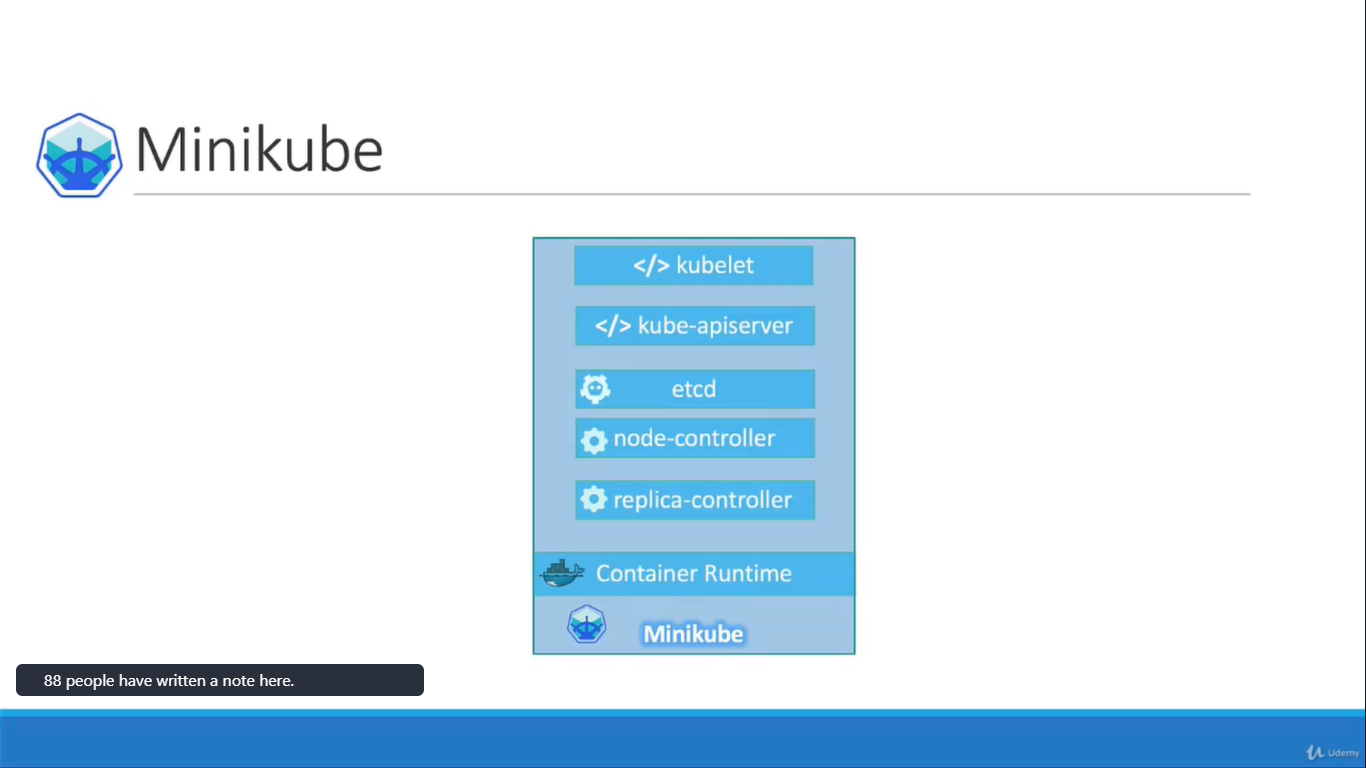 Minikube
</> kubelet
</> kube-apiserver
etcd
node-controller
replica-controller
Container Runtime
Minikube
88 people have written a note here.
Udemy